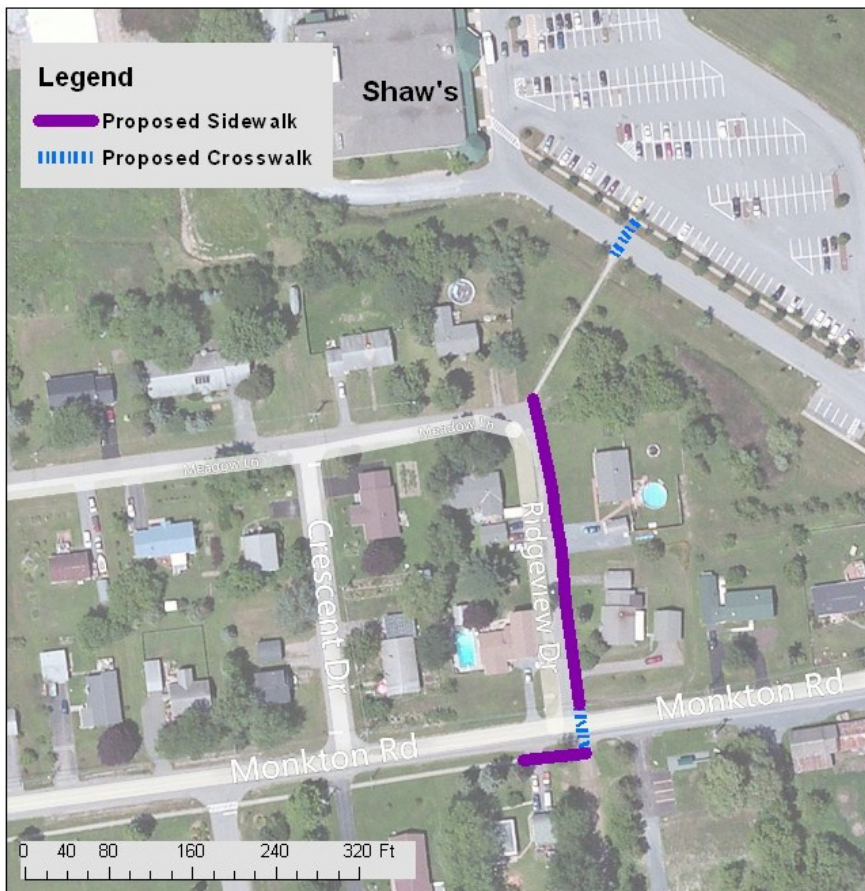 Legend
Proposed Sidewalk
Proposed Crosswalk
Shaw's
Meadow Ln
Meadow Ln
Crescent Dr
Ridgeview Dr
Monkton Rd
Monkton Rd
0 40 80 160 240 320 Ft